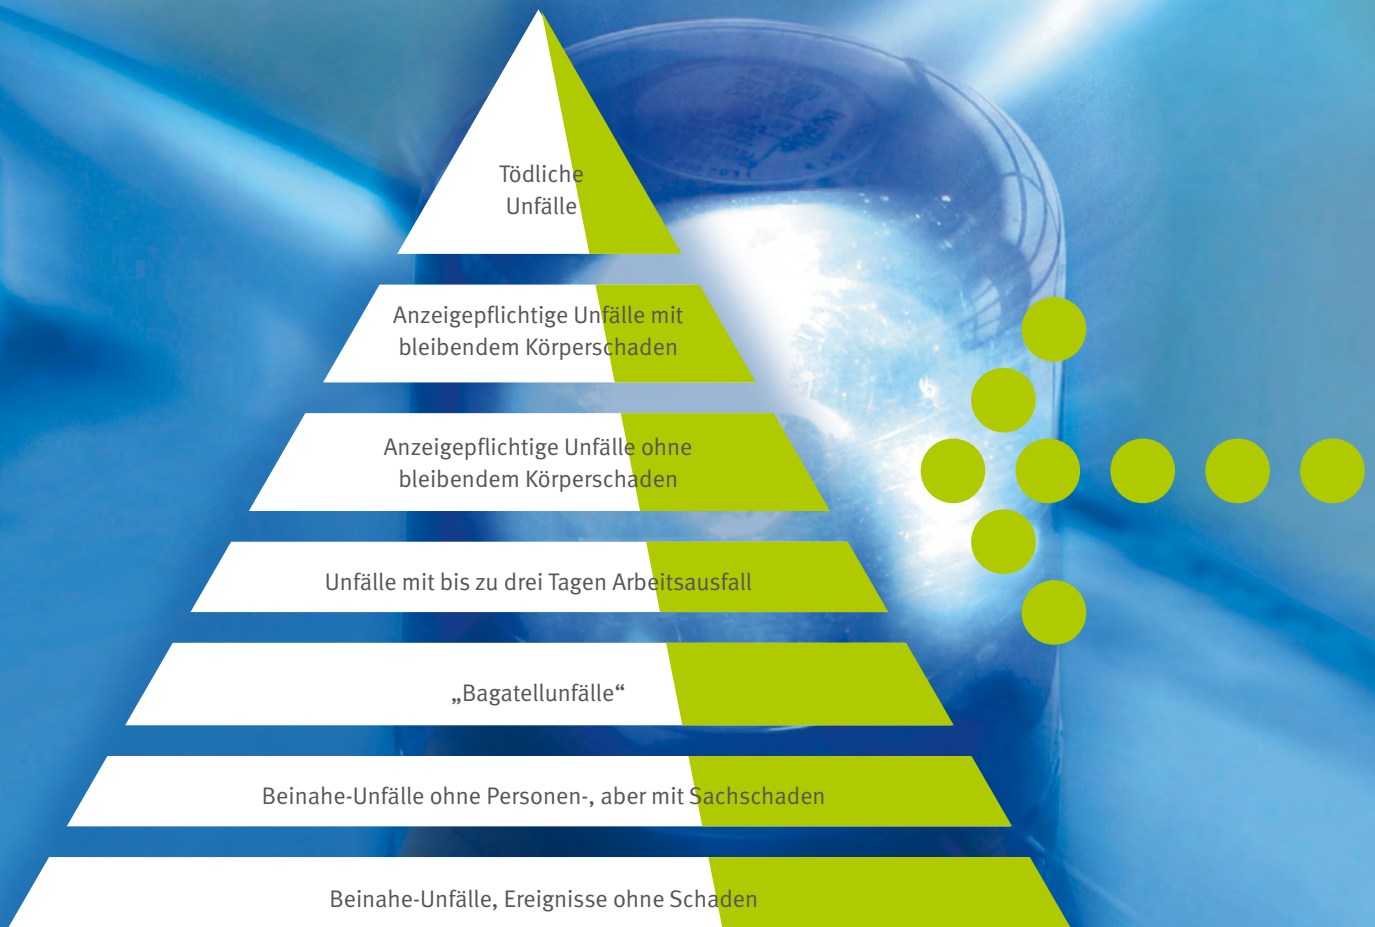 Tödliche
Unfälle
Anzeigepflichtige Unfälle mit
bleibendem Körperschaden
Anzeigepflichtige Unfälle ohne
bleibendem Körperschaden
Unfälle mit bis zu drei Tagen Arbeitsausfall
„Bagatellunfälle“
Beinahe-Unfälle ohne Personen-, aber mit Sachschaden
Beinahe-Unfälle, Ereignisse ohne Schaden